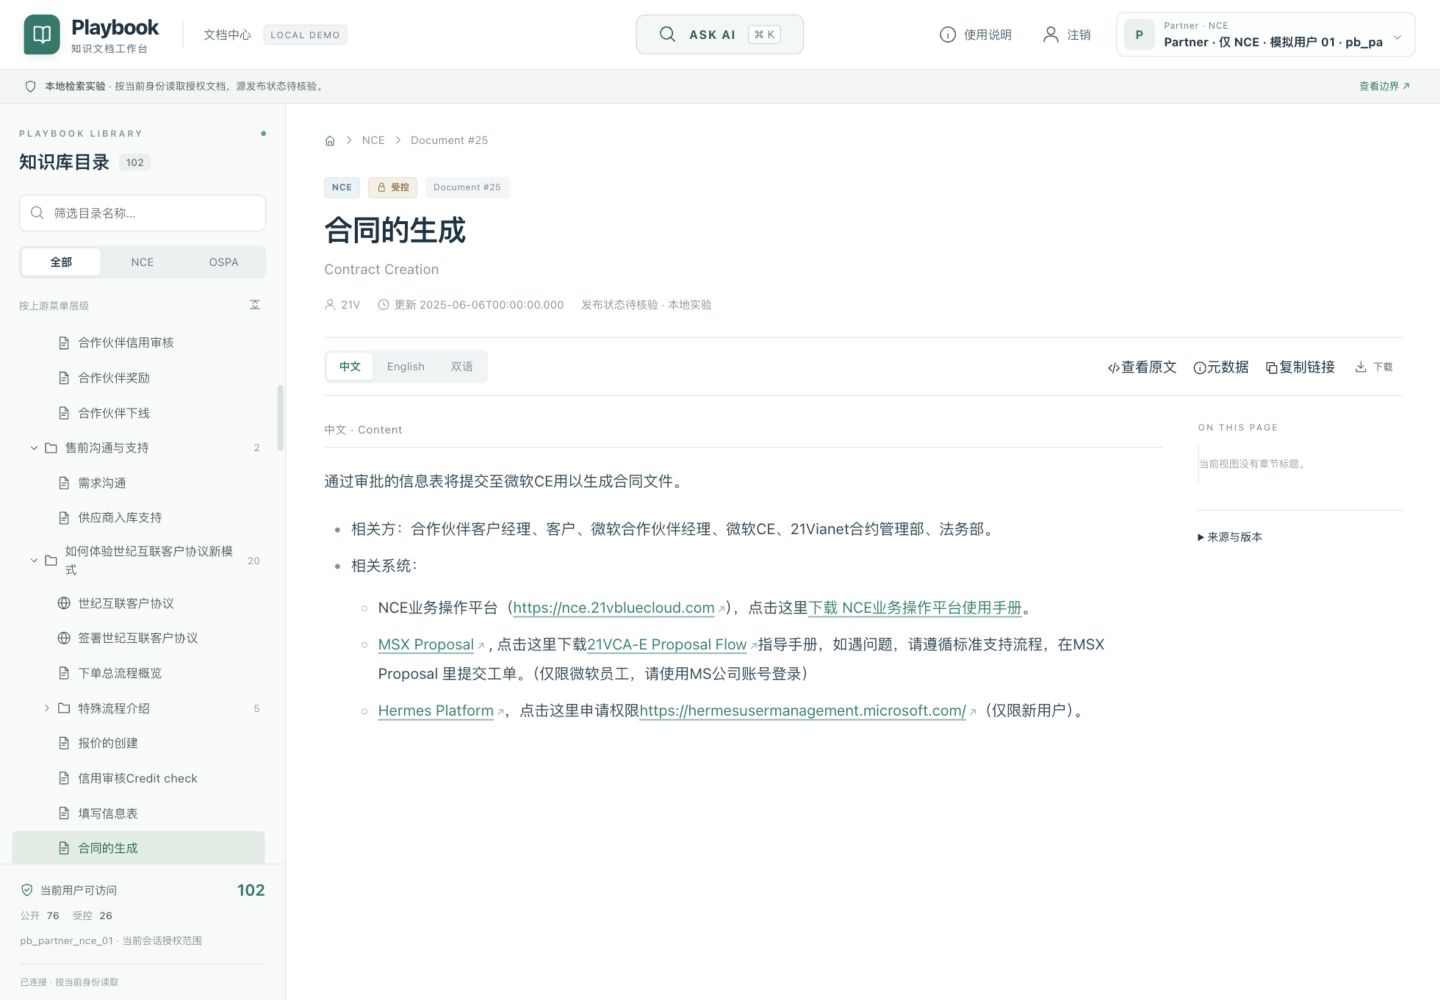 Playbook
知识文档工作台
文档中心
LOCAL DEMO
ASK AI
⌘ K
使用说明
注销
P
Partner · NCE
Partner · 仅 NCE · 模拟用户 01 · pb_pa
本地检索实验 · 按当前身份读取授权文档，源发布状态待核验。
查看边界 ↗
PLAYBOOK LIBRARY
知识库目录
102
筛选目录名称...
全部
NCE
OSPA
按上游菜单层级
合作伙伴信用审核
合作伙伴奖励
合作伙伴下线
售前沟通与支持
2
需求沟通
供应商入库支持
如何体验世纪互联客户协议新模
式
20
世纪互联客户协议
签署世纪互联客户协议
下单总流程概览
特殊流程介绍
5
报价的创建
信用审核Credit check
填写信息表
合同的生成
当前用户可访问
102
公开 76 受控 26
pb_partner_nce_01 · 当前会话授权范围
已连接 · 按当前身份读取
NCE
Document #25
NCE
受控
Document #25
合同的生成
Contract Creation
21V
更新 2025-06-06T00:00:00.000
发布状态待核验 · 本地实验
中文
English
双语
查看原文
元数据
复制链接
下载
中文 · Content
通过审批的信息表将提交至微软CE用以生成合同文件。
相关方：合作伙伴客户经理、客户、微软合作伙伴经理、微软CE、21Vianet合约管理部、法务部。
相关系统：
NCE业务操作平台（https://nce.21vbluecloud.com ↗），点击这里下载 NCE业务操作平台使用手册。
MSX Proposal ↗，点击这里下载21VCA-E Proposal Flow ↗指导手册，如遇问题，请遵循标准支持流程，在MSX
Proposal 里提交工单。（仅限微软员工，请使用MS公司账号登录）
Hermes Platform ↗，点击这里申请权限https://hermesusermanagement.microsoft.com/ ↗（仅限新用户）。
ON THIS PAGE
当前视图没有章节标题。
来源与版本